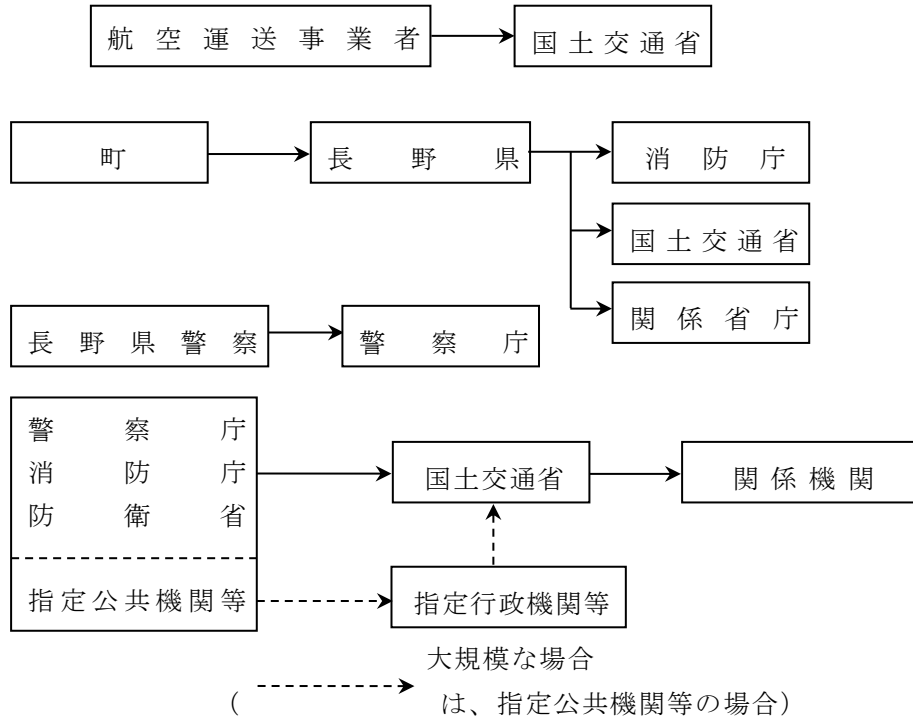 航空運送事業者
国土交通省
町
長野県
消防庁
国土交通省
関係省庁
長野県警察
警察庁
警察庁
消防庁
防衛省
国土交通省
関係機関
指定公共機関等
指定行政機関等
大規模な場合
( は、指定公共機関等の場合)